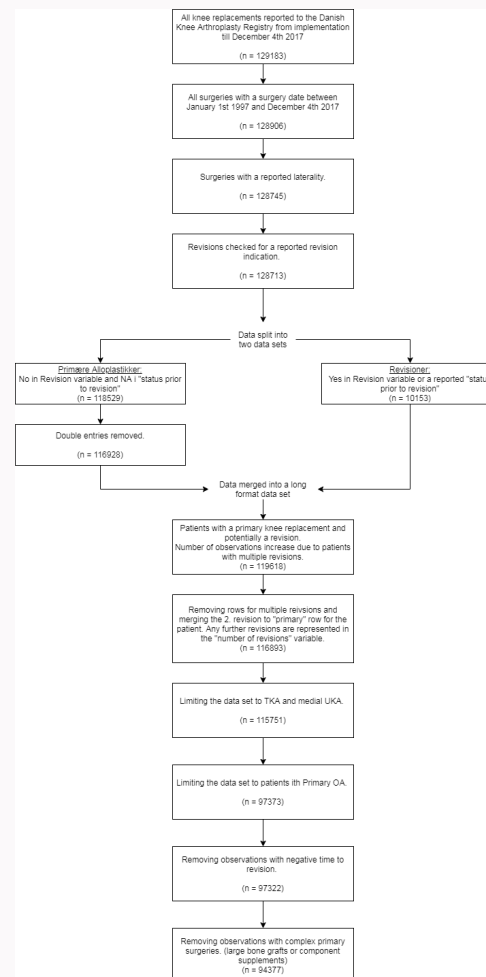 All knee replacements reported to the Danish
Knee Arthroplasty Registry from implementation
till December 4th 2017
(n = 129183)
All surgeries with a surgery date between
January 1st 1997 and December 4th 2017
(n = 128906)
Surgeries with a reported laterality.
(n = 128745)
Revisions checked for a reported revision
indication.
(n = 128713)
Data split into
two data sets
Primære Alloplastikker:
No in Revision variable and NA i "status prior
to revision"
(n = 118529)
Revisioner:
Yes in Revision variable or a reported "status
prior to revision"
(n = 10153)
Double entries removed.
(n = 116928)
Data merged into a long
format data set
Patients with a primary knee replacement and
potentially a revision.
Number of observations increase due to patients
with multiple revisions.
(n = 119618)
Removing rows for multiple reivsions and
merging the 2. revision to "primary" row for the
patient. Any further revisions are represented in
the "number of revisions" variable.
(n = 116893)
Limiting the data set to TKA and medial UKA.
(n = 115751)
Limiting the data set to patients ith Primary OA.
(n = 97373)
Removing observations with negative time to
revision.
(n = 97322)
Removing observations with complex primary
surgeries. (large bone grafts or component
supplements)
(n = 94377)